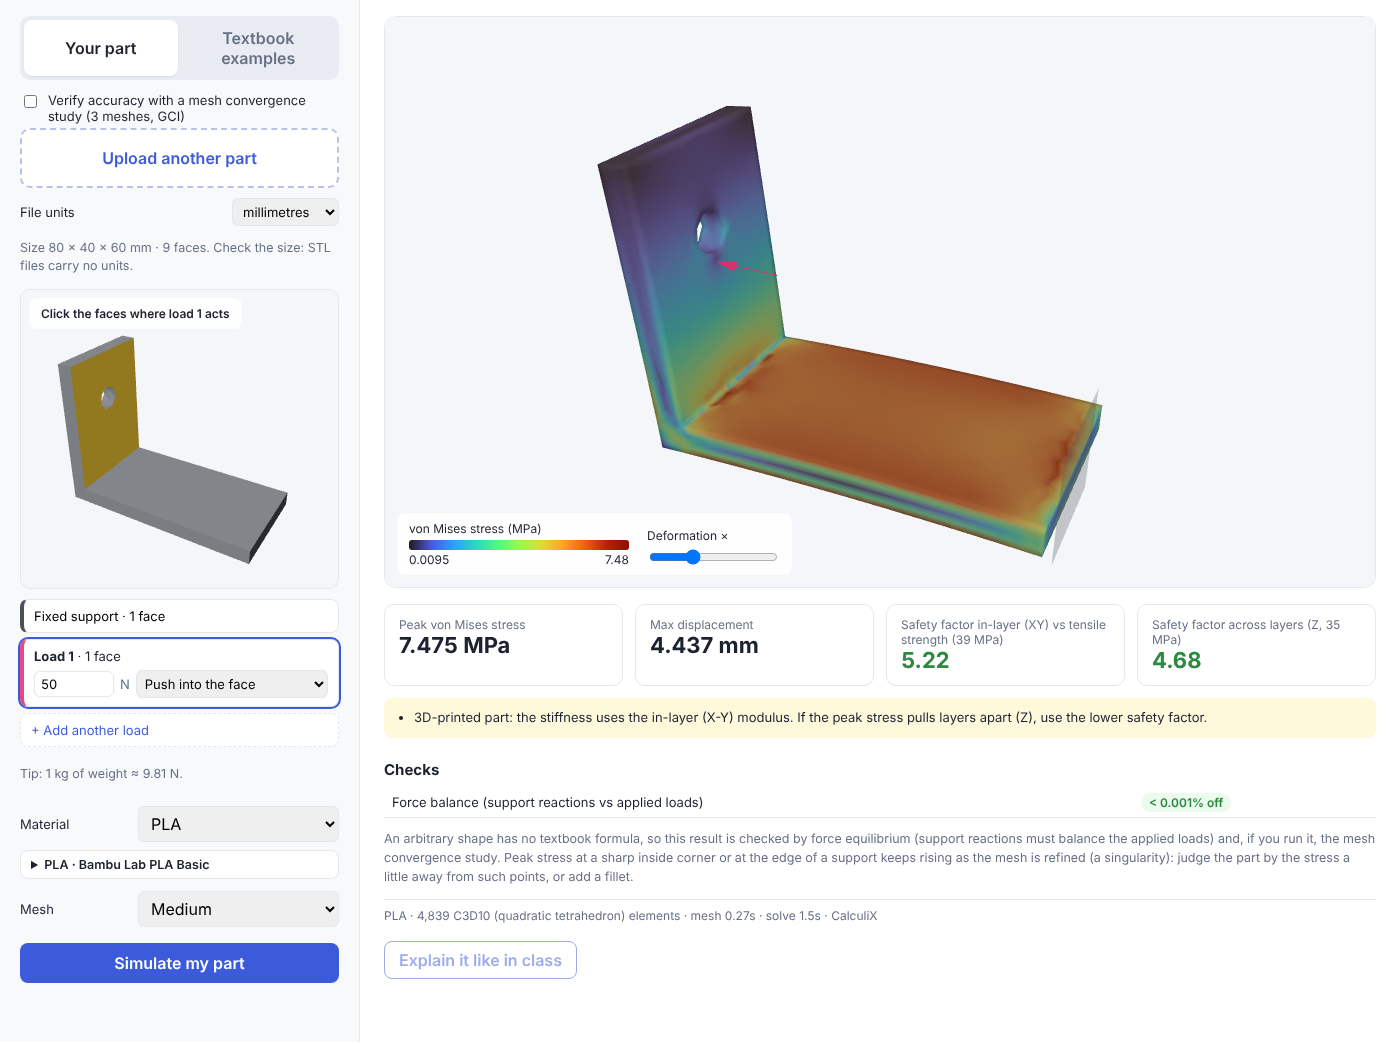 Your part
Textbook
examples
Verify accuracy with a mesh convergence
study (3 meshes, GCI)
Upload another part
File units
millimetres
Size 80 × 40 × 60 mm · 9 faces. Check the size: STL
files carry no units.
Click the faces where load 1 acts
Fixed support · 1 face
Load 1 · 1 face
50 N Push into the face
+ Add another load
Tip: 1 kg of weight ≈ 9.81 N.
Material PLA
▶ PLA · Bambu Lab PLA Basic
Mesh Medium
Simulate my part
von Mises stress (MPa)
0.0095 7.48
Deformation ×
Peak von Mises stress
7.475 MPa
Max displacement
4.437 mm
Safety factor in-layer (XY) vs tensile
strength (39 MPa)
5.22
Safety factor across layers (Z, 35
MPa)
4.68
• 3D-printed part: the stiffness uses the in-layer (X-Y) modulus. If the peak stress pulls layers apart (Z), use the lower safety factor.
Checks
Force balance (support reactions vs applied loads) < 0.001% off
An arbitrary shape has no textbook formula, so this result is checked by force equilibrium (support reactions must balance the applied loads) and, if you run it, the mesh
convergence study. Peak stress at a sharp inside corner or at the edge of a support keeps rising as the mesh is refined (a singularity): judge the part by the stress a
little away from such points, or add a fillet.
PLA · 4,839 C3D10 (quadratic tetrahedron) elements · mesh 0.27s · solve 1.5s · CalculiX
Explain it like in class